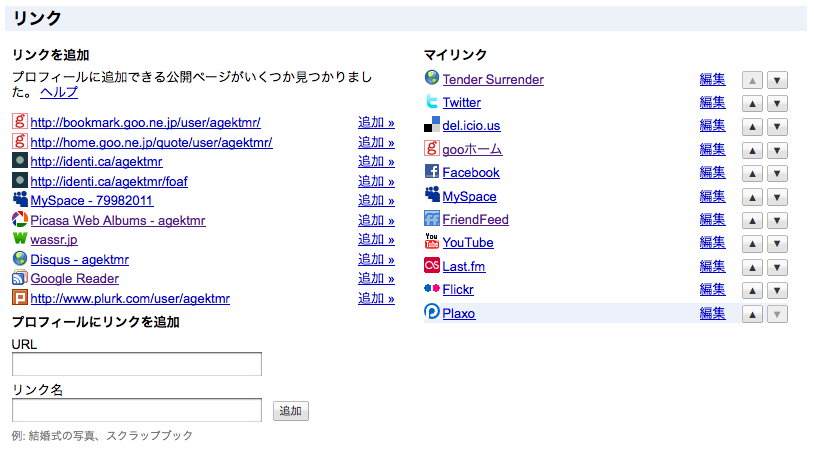 リンク
リンクを追加
プロフィールに追加できる公開ページがいくつか見つかりまし
た。 ヘルプ
http://bookmark.goo.ne.jp/user/agektmr/ 追加 »
http://home.goo.ne.jp/quote/user/agektmr/ 追加 »
http://identi.ca/agektmr 追加 »
http://identi.ca/agektmr/foaf 追加 »
MySpace - 79982011 追加 »
Picasa Web Albums - agektmr 追加 »
wassr.jp 追加 »
Disqus - agektmr 追加 »
Google Reader 追加 »
http://www.plurk.com/user/agektmr 追加 »
プロフィールにリンクを追加
URL
リンク名
追加
例: 結婚式の写真、スクラップブック
マイリンク
Tender Surrender 編集 ▲ ▼
Twitter 編集 ▲ ▼
del.icio.us 編集 ▲ ▼
gooホーム 編集 ▲ ▼
Facebook 編集 ▲ ▼
MySpace 編集 ▲ ▼
FriendFeed 編集 ▲ ▼
YouTube 編集 ▲ ▼
Last.fm 編集 ▲ ▼
Flickr 編集 ▲ ▼
Plaxo 編集 ▲ ▼